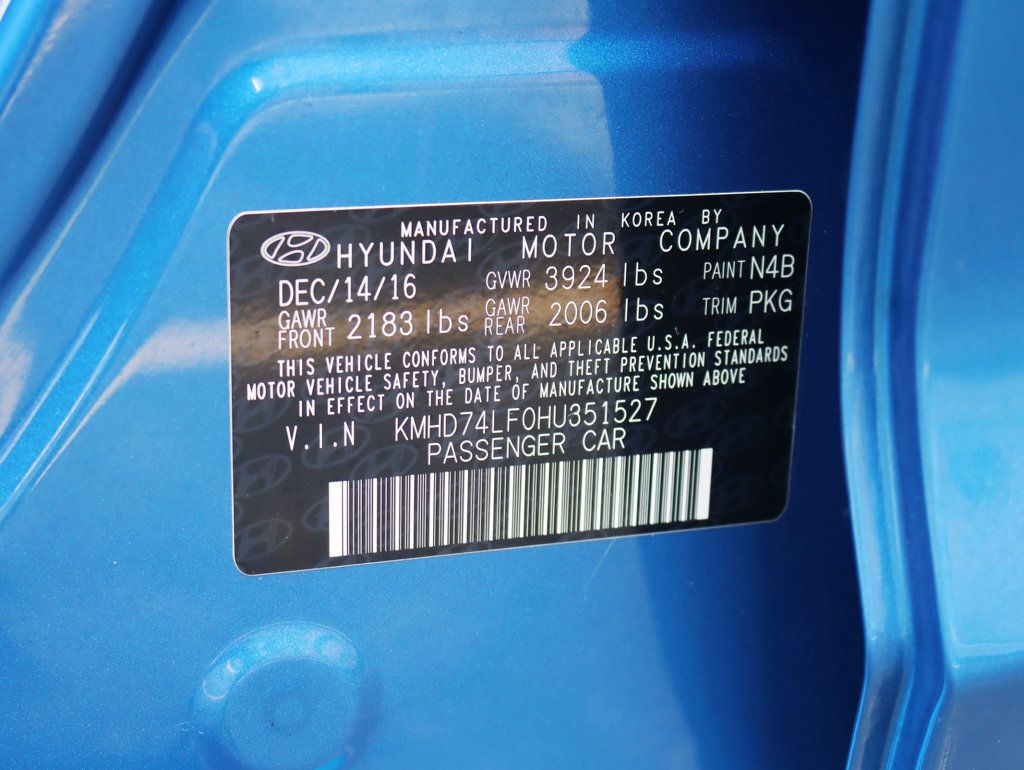 MANUFACTURED IN KOREA BY
HYUNDAI MOTOR COMPANY
DEC/14/16 GVWR 3924 lbs PAINT N4B
GAWR FRONT 2183 lbs GAWR REAR 2006 lbs TRIM PKG
THIS VEHICLE CONFORMS TO ALL APPLICABLE U.S.A. FEDERAL
MOTOR VEHICLE SAFETY, BUMPER, AND THEFT PREVENTION STANDARDS
IN EFFECT ON THE DATE OF MANUFACTURE SHOWN ABOVE
V.I.N KMHD74LF0HU351527
PASSENGER CAR